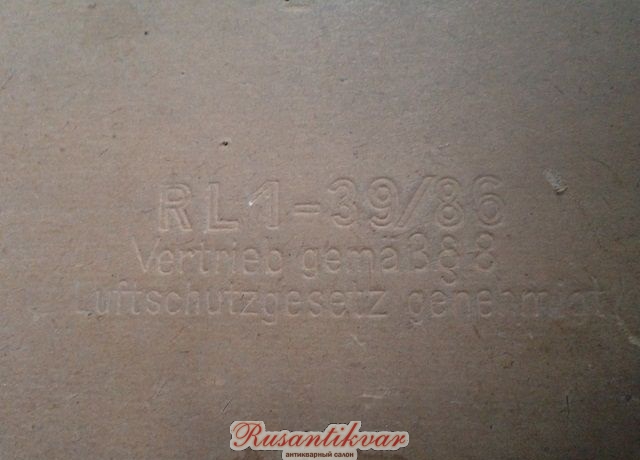 RL1-39/86
Vertrieb gemäß § 8
Luftschutzgesetz genehmigt
Rusantikvar
антикварный салон